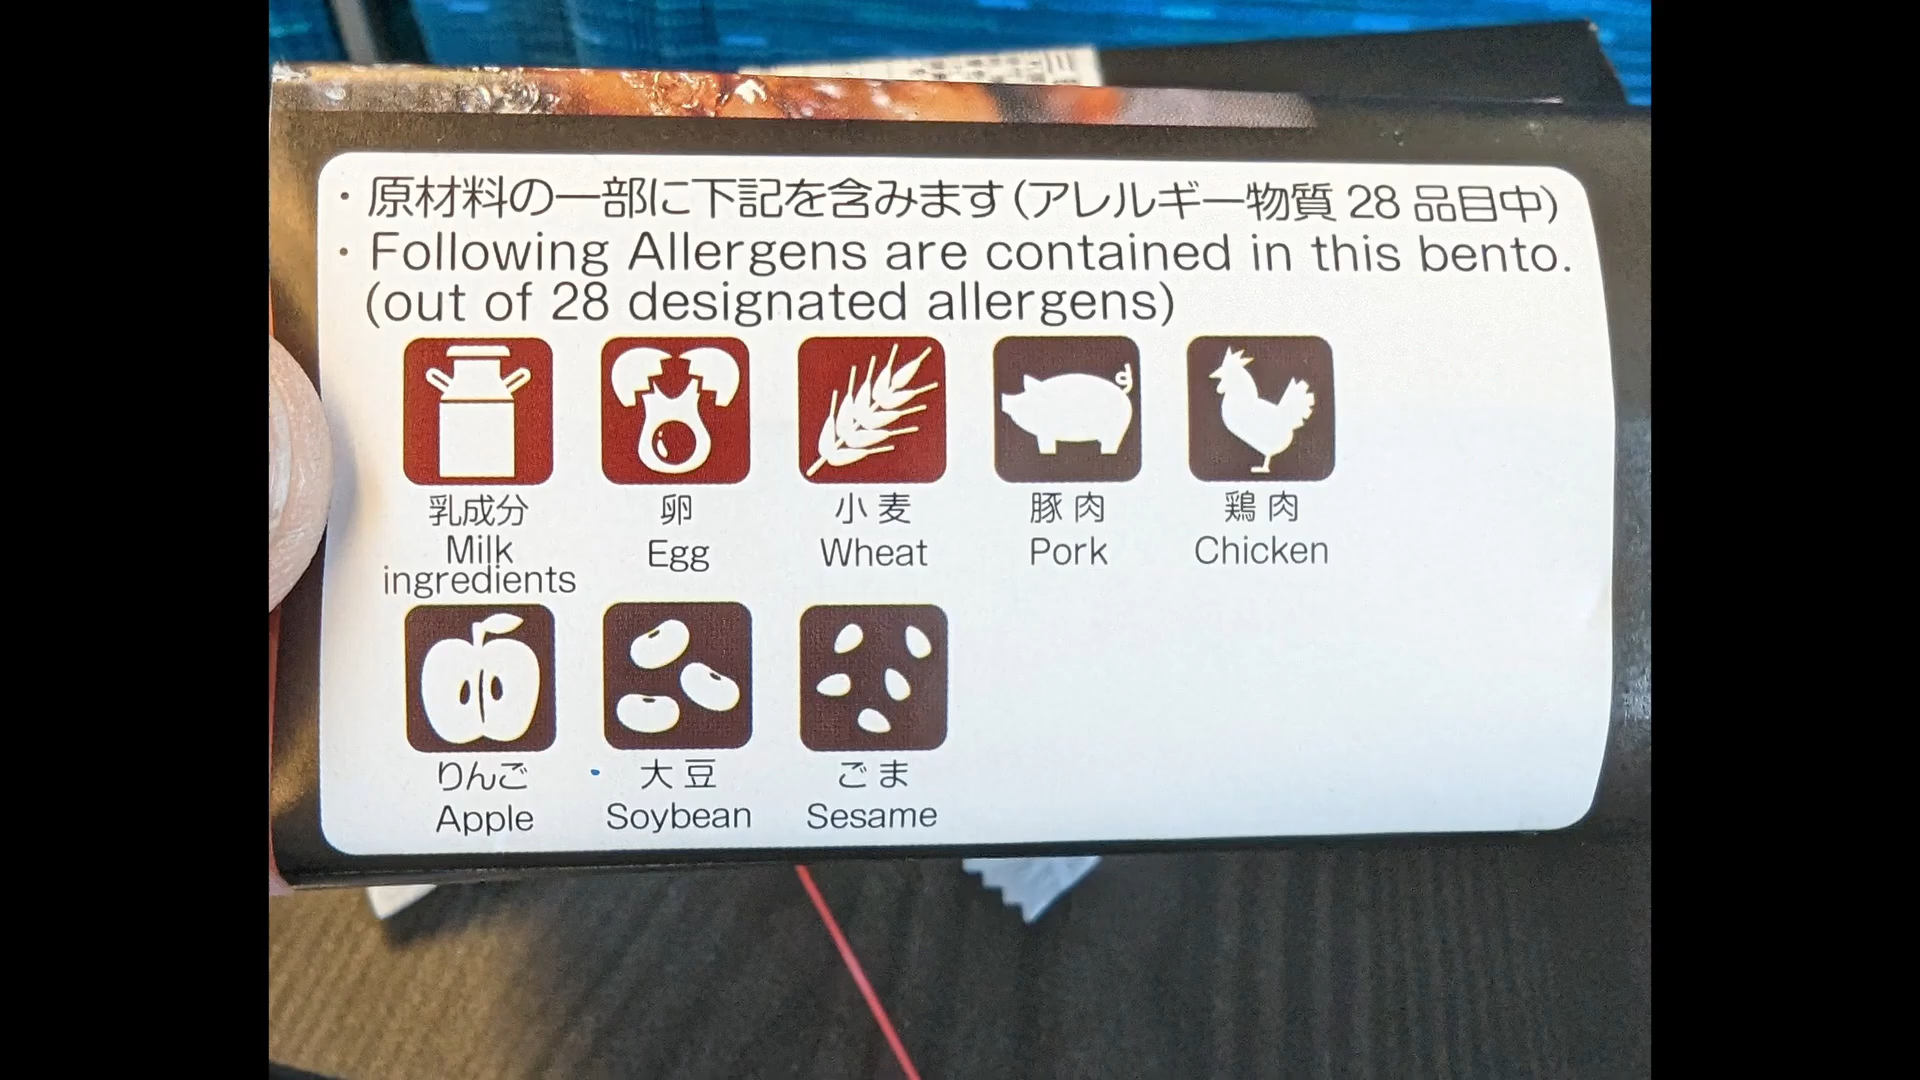 ・原材料の一部に下記を含みます(アレルギー物質 28 品目中)
・Following Allergens are contained in this bento.
(out of 28 designated allergens)
乳成分 卵 小麦 豚肉 鶏肉
Milk ingredients Egg Wheat Pork Chicken
りんご 大豆 ごま
Apple Soybean Sesame